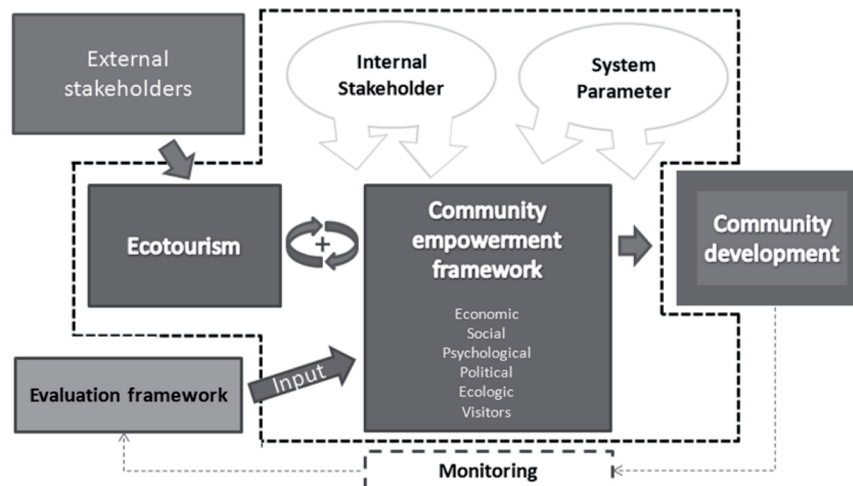 External
stakeholders
Internal
Stakeholder
System
Parameter
Ecotourism
+
Community
empowerment
framework
Economic
Social
Psychological
Political
Ecologic
Visitors
Community
development
Evaluation framework
Input
Monitoring